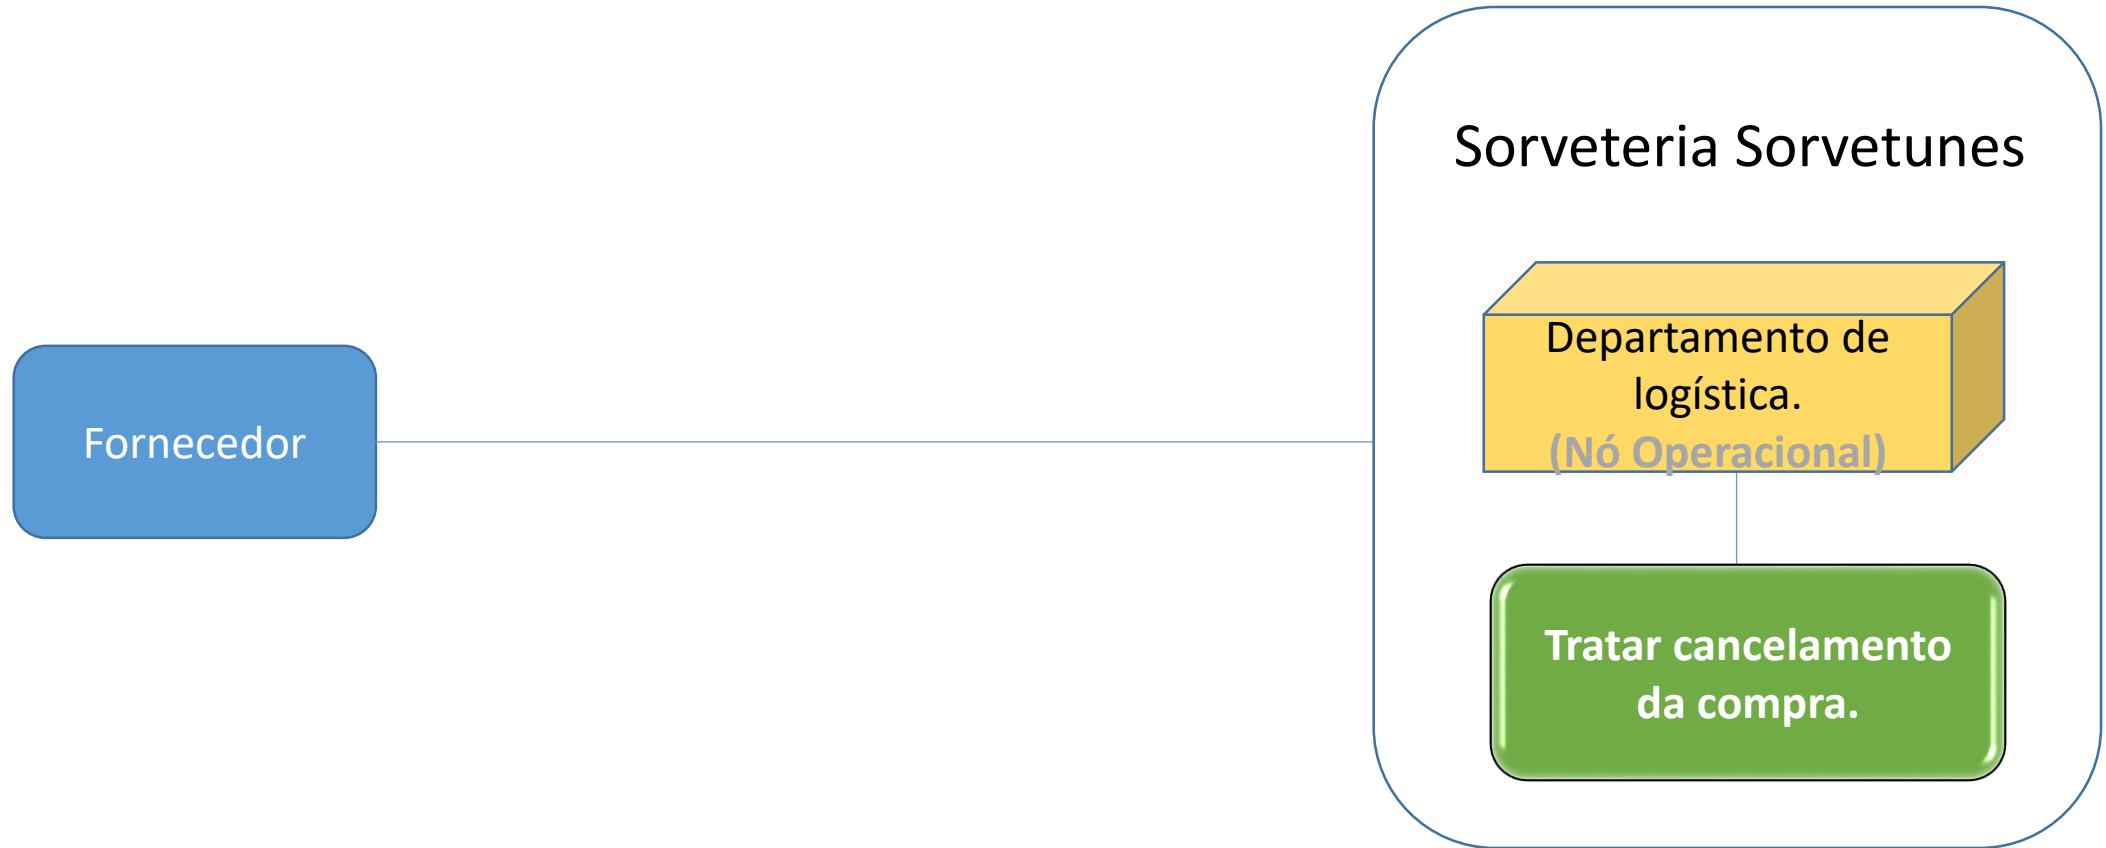 Sorveteria Sorvetunes
Departamento de
logística.
(Nó Operacional)
Fornecedor
Tratar cancelamento
da compra.